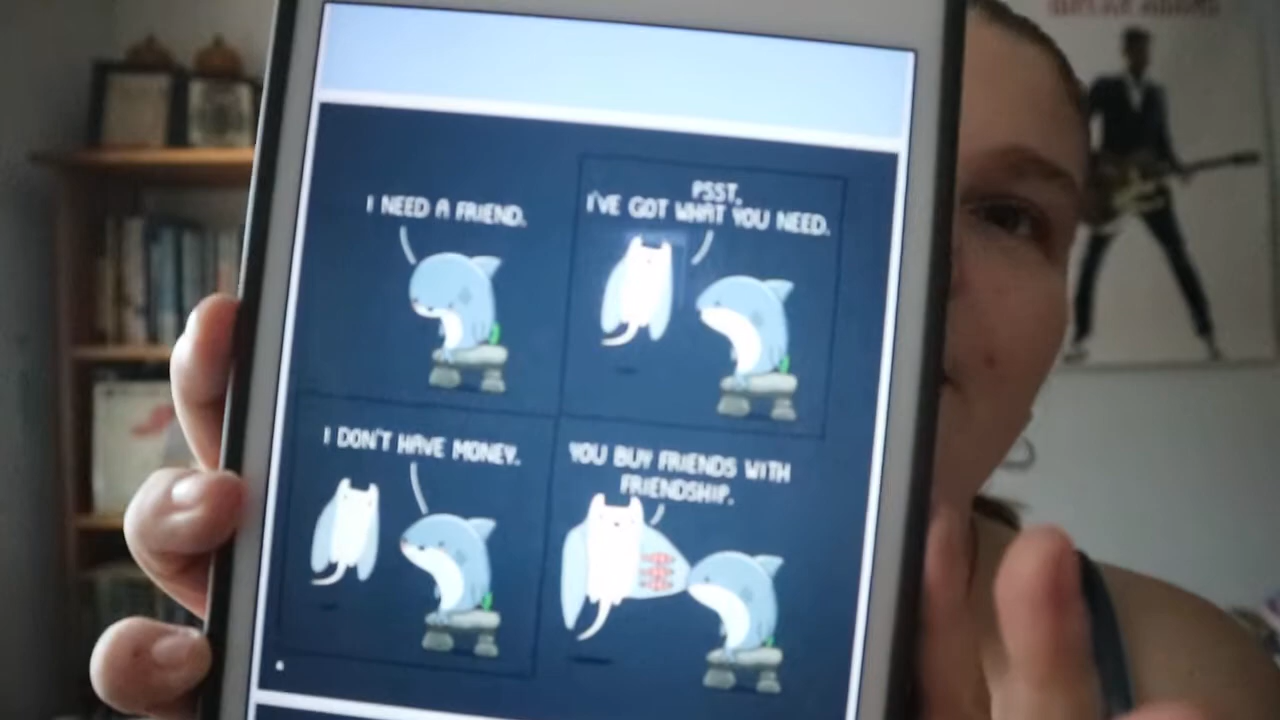 I NEED A FRIEND.
PSST,
I'VE GOT WHAT YOU NEED.
I DON'T HAVE MONEY.
YOU BUY FRIENDS WITH
FRIENDSHIP.